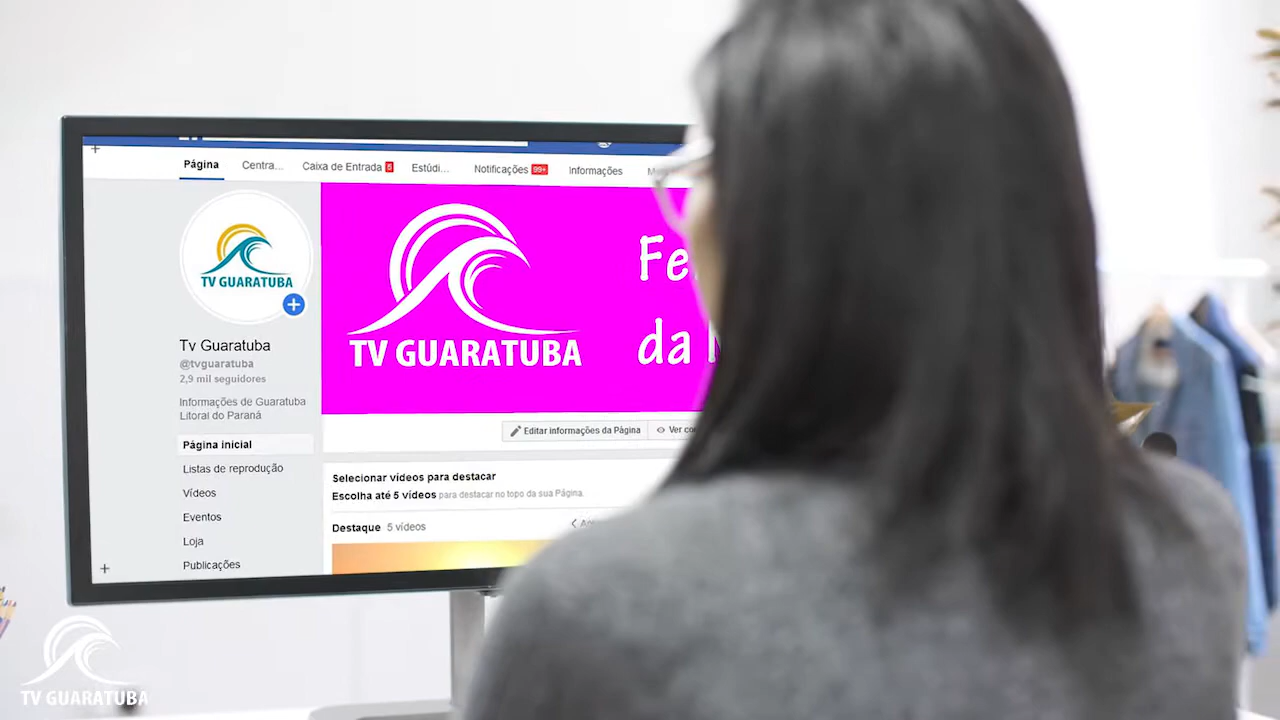 Página Centra... Caixa de Entrada 5 Estúdi... Notificações 99+ Informações
TV GUARATUBA
TV GUARATUBA
da
Tv Guaratuba
@tvguaratuba
2,9 mil seguidores
Informações de Guaratuba
Litoral do Paraná
Editar informações da Página Ver
Página inicial
Listas de reprodução
Vídeos
Eventos
Loja
Publicações
Selecionar vídeos para destacar
Escolha até 5 vídeos para destacar no topo da sua Página.
Destaque 5 vídeos
TV GUARATUBA